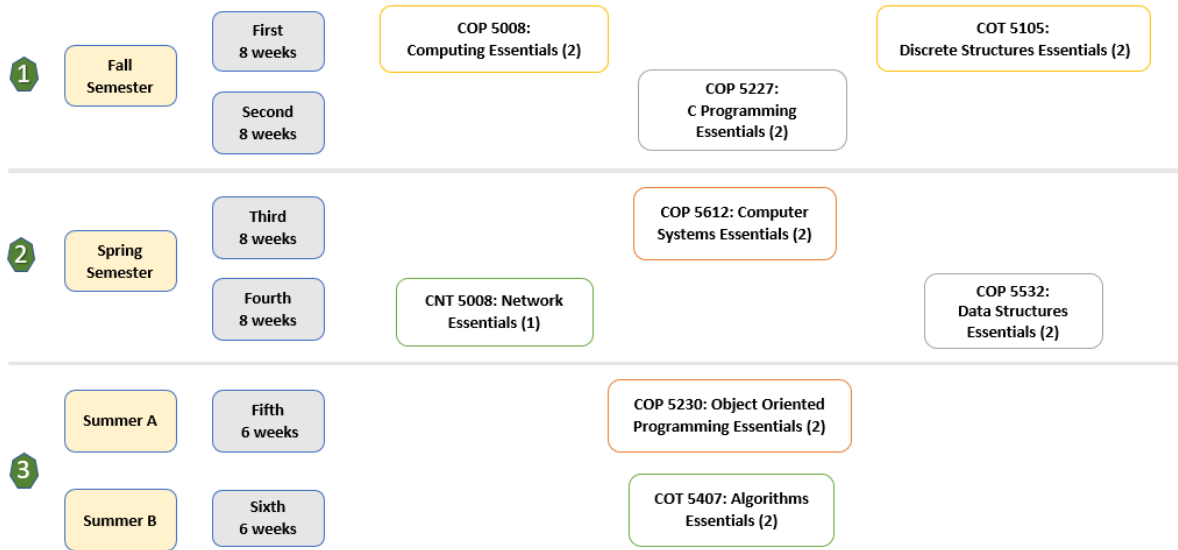 1
Fall
Semester
First
8 weeks
COP 5008:
Computing Essentials (2)
COT 5105:
Discrete Structures Essentials (2)
Second
8 weeks
COP 5227:
C Programming
Essentials (2)
2
Spring
Semester
Third
8 weeks
COP 5612: Computer
Systems Essentials (2)
Fourth
8 weeks
CNT 5008: Network
Essentials (1)
COP 5532:
Data Structures
Essentials (2)
3
Summer A
Fifth
6 weeks
COP 5230: Object Oriented
Programming Essentials (2)
Summer B
Sixth
6 weeks
COT 5407: Algorithms
Essentials (2)